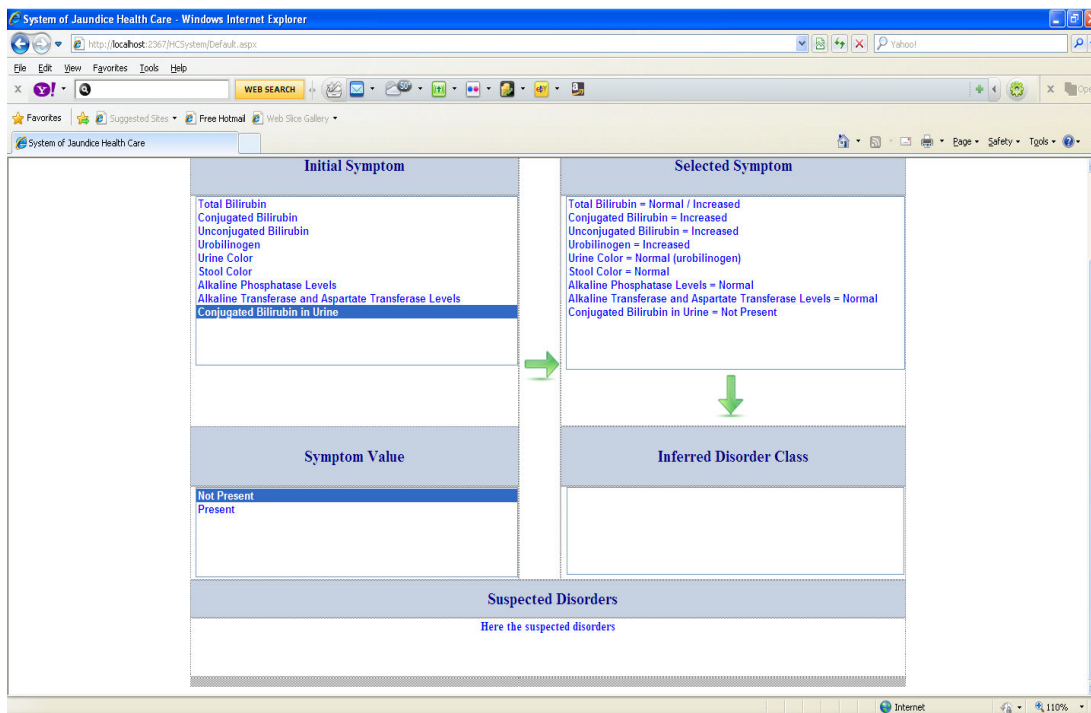 System of Jaundice Health Care - Windows Internet Explorer
http://localhost:2367/HCSystem/Default.aspx
Yahoo!
File Edit View Favorites Tools Help
WEB SEARCH
Favorites Suggested Sites Free Hotmail Web Slice Gallery
System of Jaundice Health Care
Page Safety Tools
Initial Symptom
Total Bilirubin
Conjugated Bilirubin
Unconjugated Bilirubin
Urobilinogen
Urine Color
Stool Color
Alkaline Phosphatase Levels
Alkaline Transferase and Aspartate Transferase Levels
Conjugated Bilirubin in Urine
Selected Symptom
Total Bilirubin = Normal / Increased
Conjugated Bilirubin = Increased
Unconjugated Bilirubin = Increased
Urobilinogen = Increased
Urine Color = Normal (urobilinogen)
Stool Color = Normal
Alkaline Phosphatase Levels = Normal
Alkaline Transferase and Aspartate Transferase Levels = Normal
Conjugated Bilirubin in Urine = Not Present
Symptom Value
Not Present
Present
Inferred Disorder Class
Suspected Disorders
Here the suspected disorders
Internet
110%